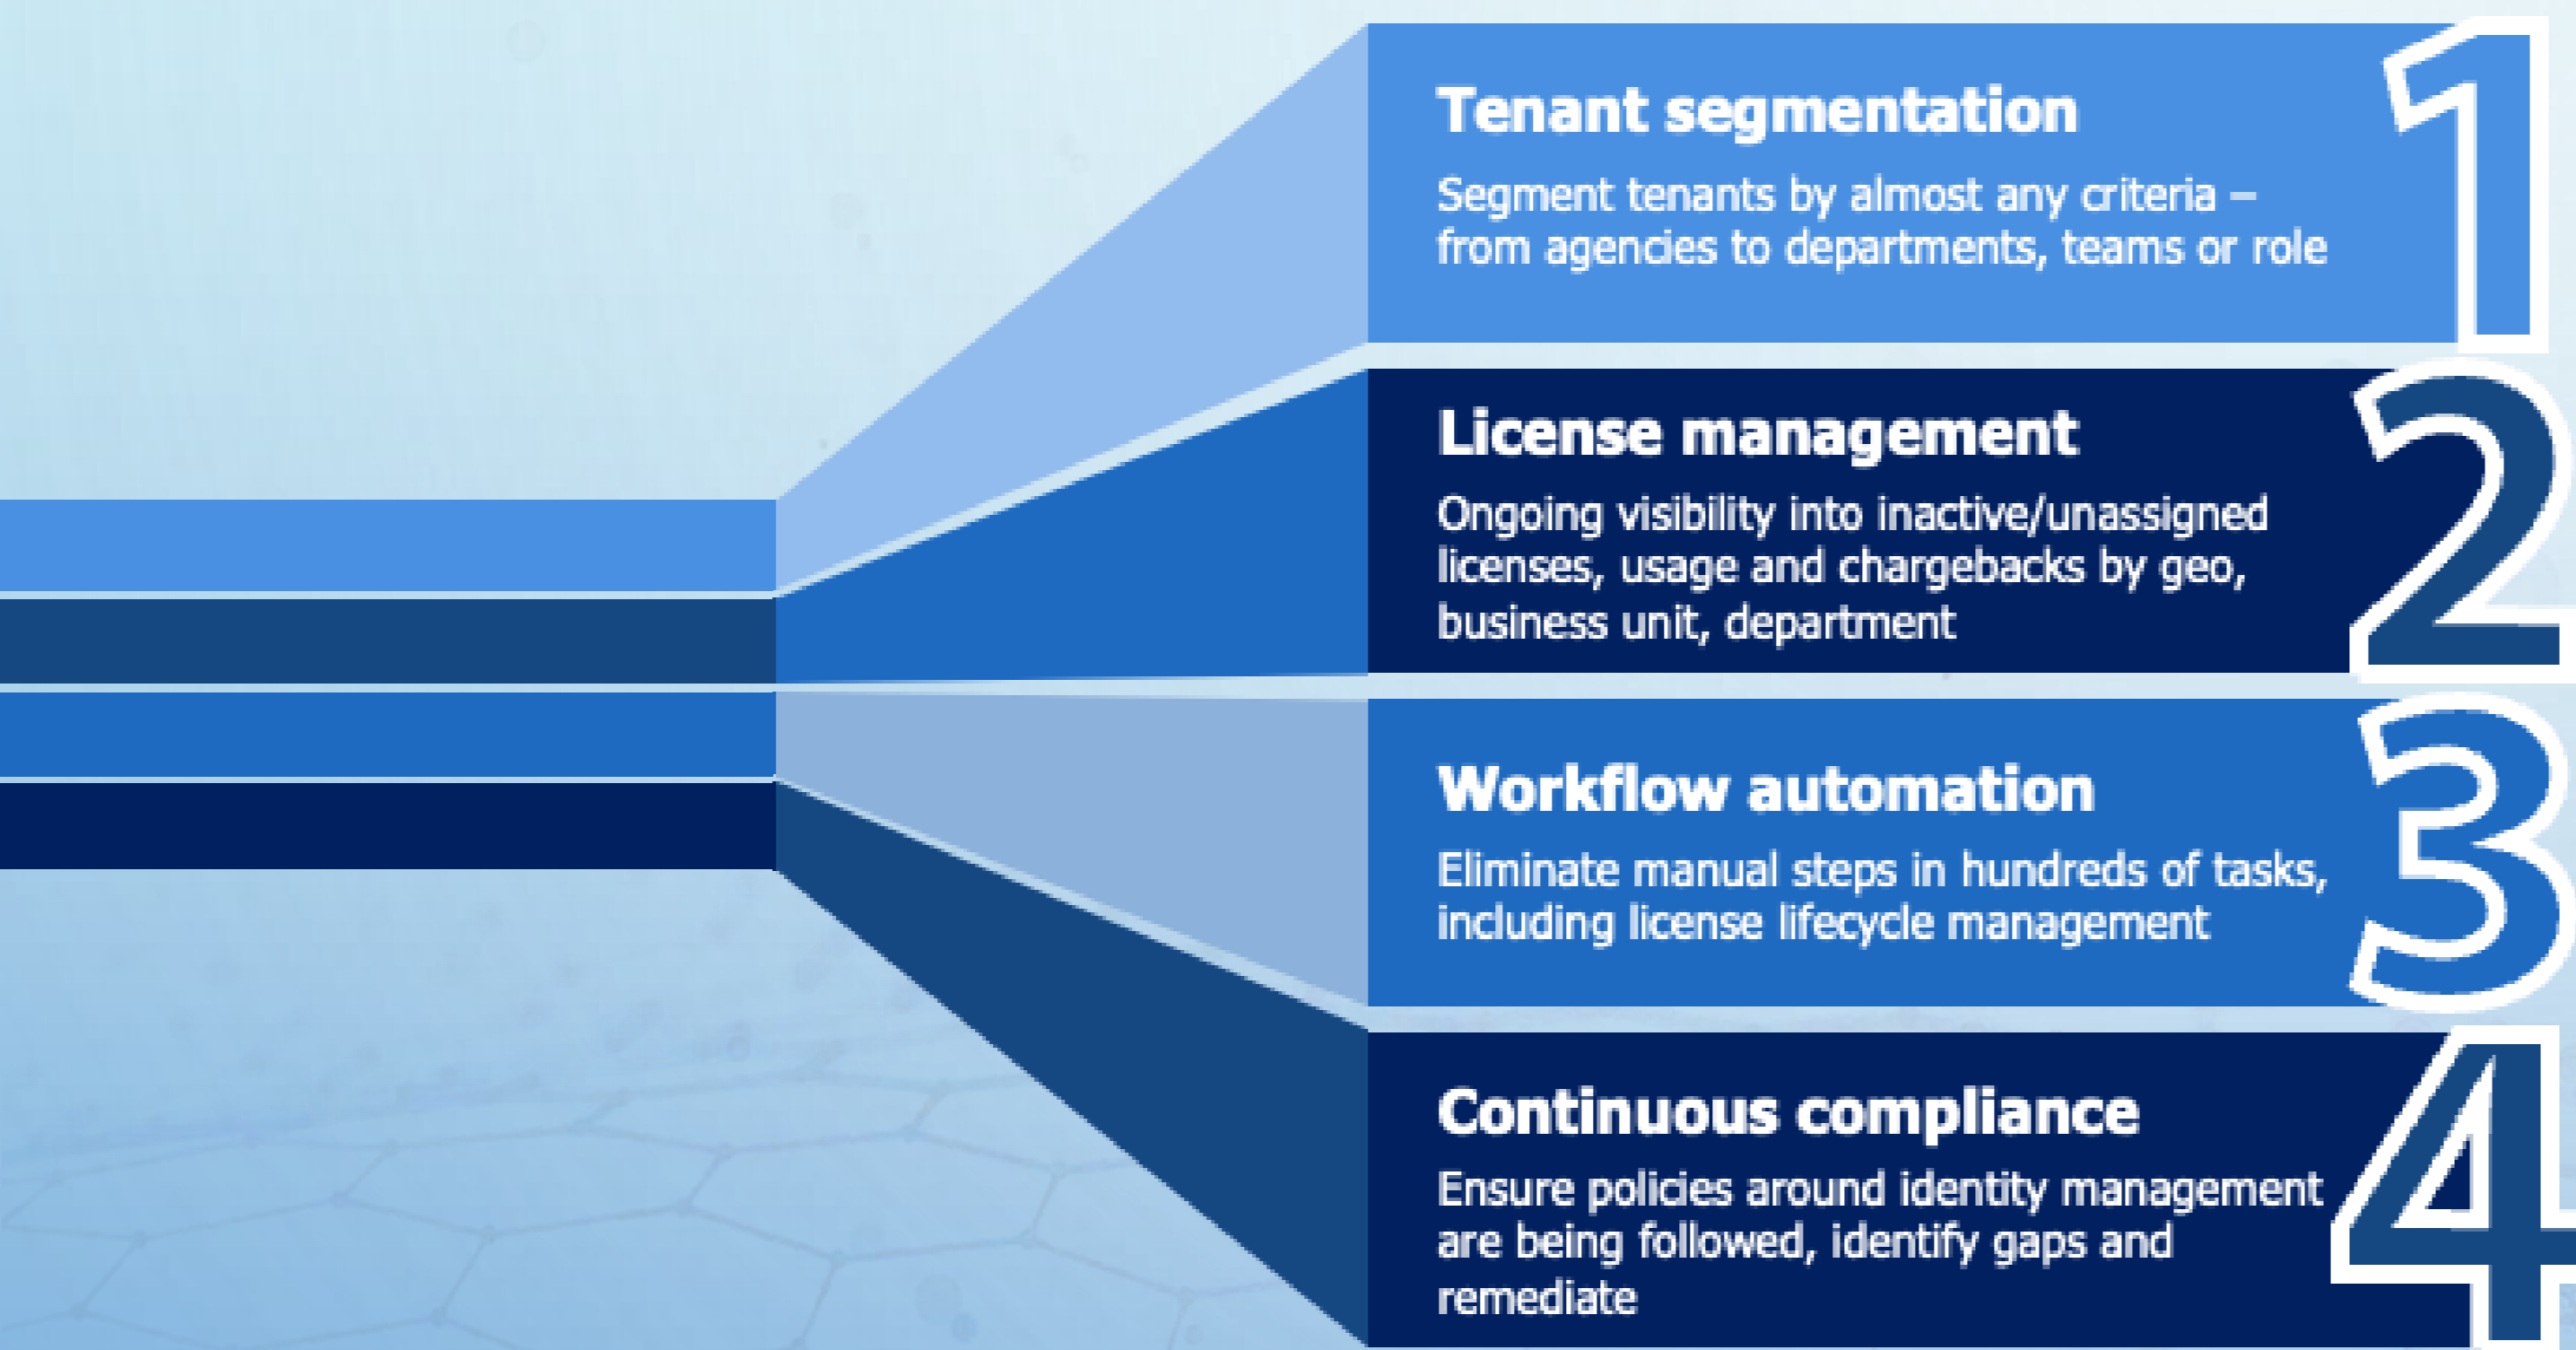 Tenant segmentation
Segment tenants by almost any criteria –
from agencies to departments, teams or role
1
License management
Ongoing visibility into inactive/unassigned
licenses, usage and chargebacks by geo,
business unit, department
2
Workflow automation
Eliminate manual steps in hundreds of tasks,
including license lifecycle management
3
Continuous compliance
Ensure policies around identity management
are being followed, identify gaps and
remediate
4